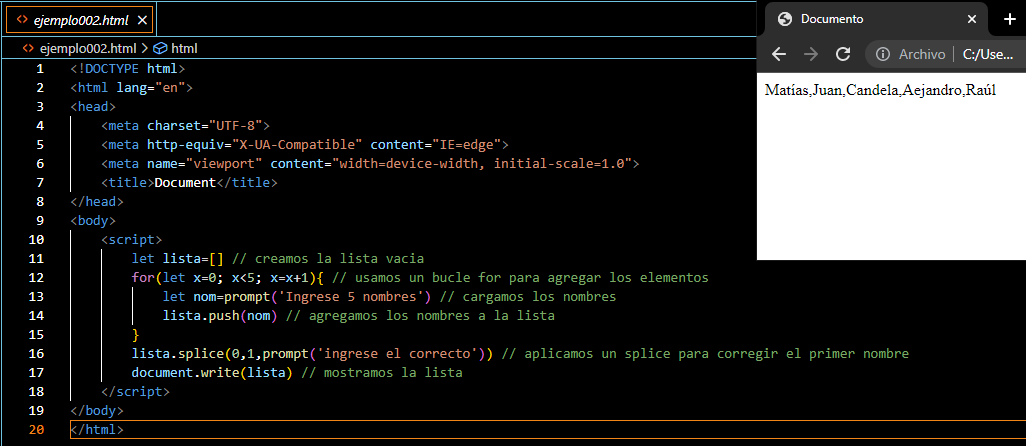 ejemplo002.html
ejemplo002.html > html
1 <!DOCTYPE html>
2 <html lang="en">
3 <head>
4 <meta charset="UTF-8">
5 <meta http-equiv="X-UA-Compatible" content="IE=edge">
6 <meta name="viewport" content="width=device-width, initial-scale=1.0">
7 <title>Document</title>
8 </head>
9 <body>
10 <script>
11 let lista=[] // creamos la lista vacia
12 for(let x=0; x<5; x=x+1){ // usamos un bucle for para agregar los elementos
13 let nom=prompt('Ingrese 5 nombres') // cargamos los nombres
14 lista.push(nom) // agregamos los nombres a la lista
15 }
16 lista.splice(0,1,prompt('ingrese el correcto')) // aplicamos un splice para corregir el primer nombre
17 document.write(lista) // mostramos la lista
18 </script>
19 </body>
20 </html>
Documento
Archivo | C:/Use...
Matías,Juan,Candela,Aejandro,Raúl